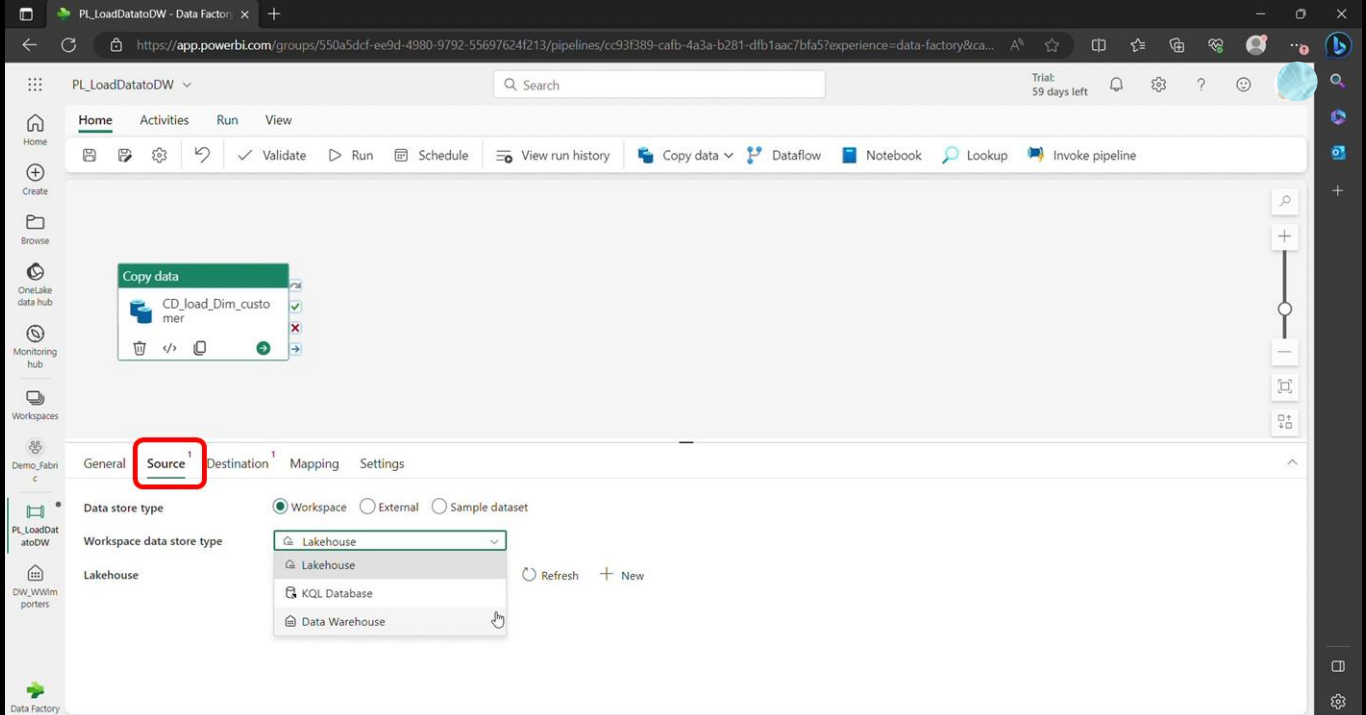 PL_LoadDatatoDW - Data Factory
https://app.powerbi.com/groups/550a5dcf-ee9d-4980-9792-55697624f213/pipelines/cc93f389-cafb-4a3a-b281-dfb1aac7bfa5?experience=data-factory&ca...
PL_LoadDatatoDW
Search
Trial:
59 days left
Home
Activities
Run
View
Validate
Run
Schedule
View run history
Copy data
Dataflow
Notebook
Lookup
Invoke pipeline
Home
Create
Browse
OneLake
data hub
Monitoring
hub
Workspaces
Demo_Fabri
c
PL_LoadDat
atoDW
DW_WWIm
porters
Data Factory
Copy data
CD_load_Dim_custo
mer
General
Source 1
Destination 1
Mapping
Settings
Data store type
Workspace
External
Sample dataset
Workspace data store type
Lakehouse
Lakehouse
Lakehouse
Refresh
New
KQL Database
Data Warehouse